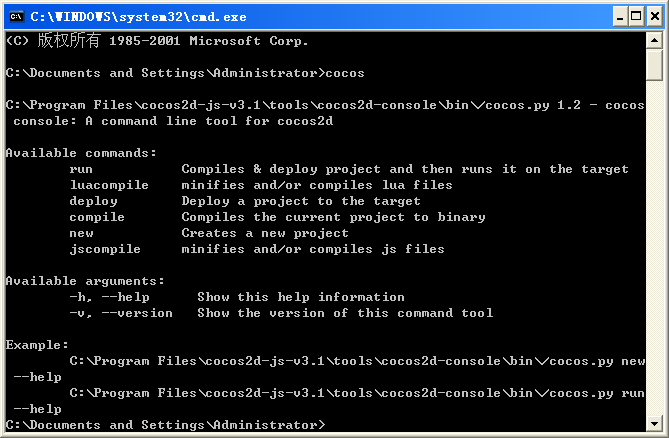 C:\WINDOWS\system32\cmd.exe
(C) 版权所有 1985-2001 Microsoft Corp.
C:\Documents and Settings\Administrator>cocos
C:\Program Files\cocos2d-js-v3.1\tools\cocos2d-console\bin\/cocos.py 1.2 - cocos
console: A command line tool for cocos2d
Available commands:
run Compiles & deploy project and then runs it on the target
luacompile minifies and/or compiles lua files
deploy Deploy a project to the target
compile Compiles the current project to binary
new Creates a new project
jscompile minifies and/or compiles js files
Available arguments:
-h, --help Show this help information
-v, --version Show the version of this command tool
Example:
C:\Program Files\cocos2d-js-v3.1\tools\cocos2d-console\bin\/cocos.py new
--help
C:\Program Files\cocos2d-js-v3.1\tools\cocos2d-console\bin\/cocos.py run
--help
C:\Documents and Settings\Administrator>